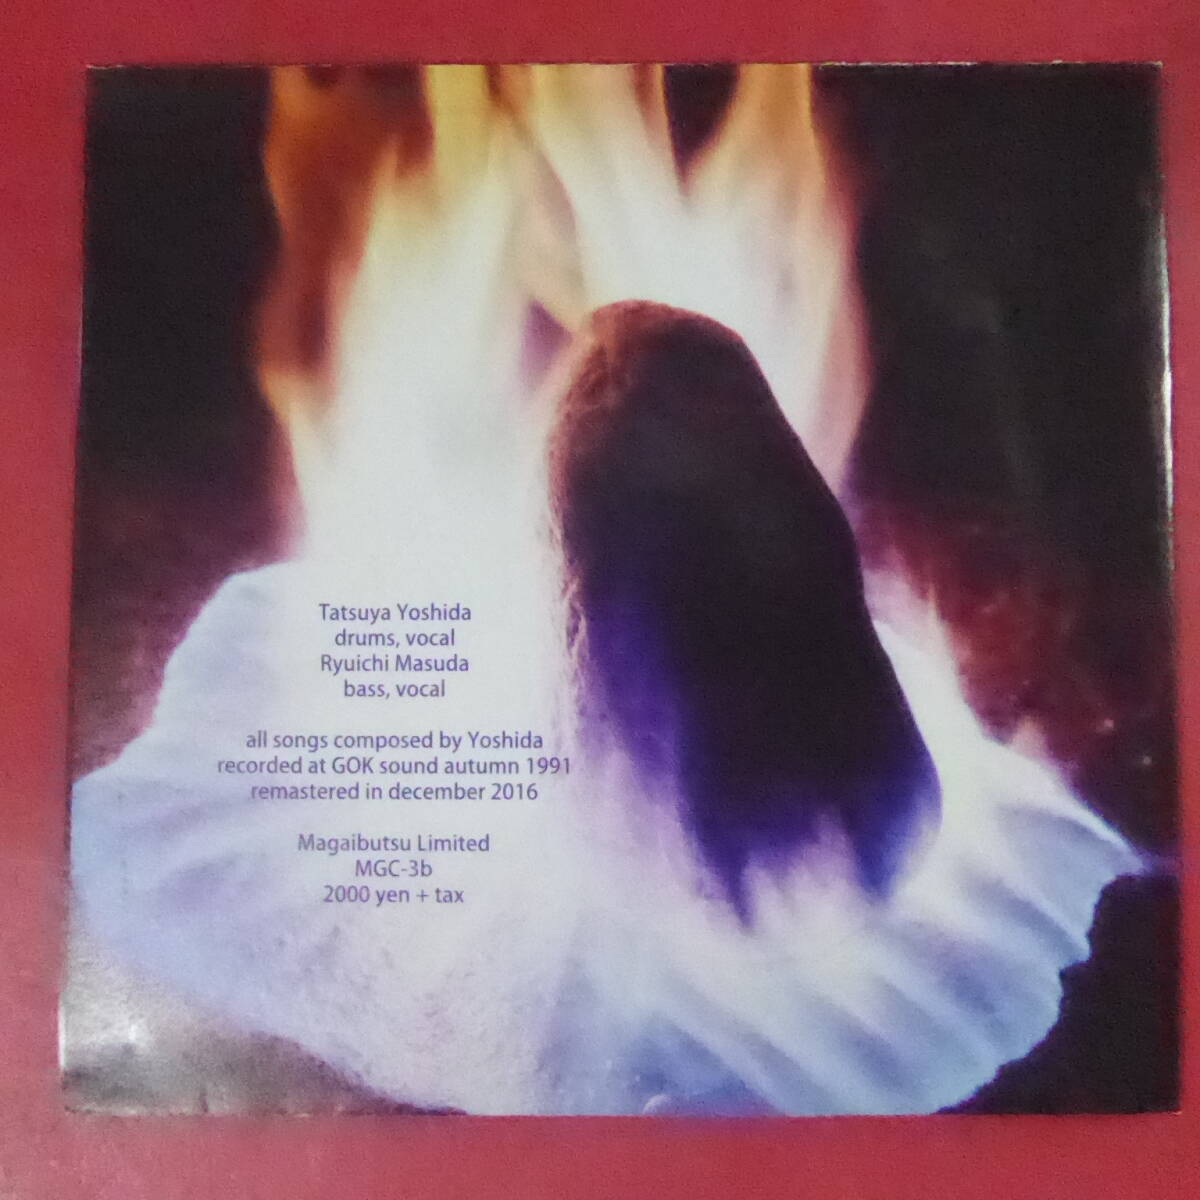 Tatsuya Yoshida
drums, vocal
Ryuichi Masuda
bass, vocal
all songs composed by Yoshida
recorded at GOK sound autumn 1991
remastered in december 2016
Magaibutsu Limited
MGC-3b
2000 yen + tax